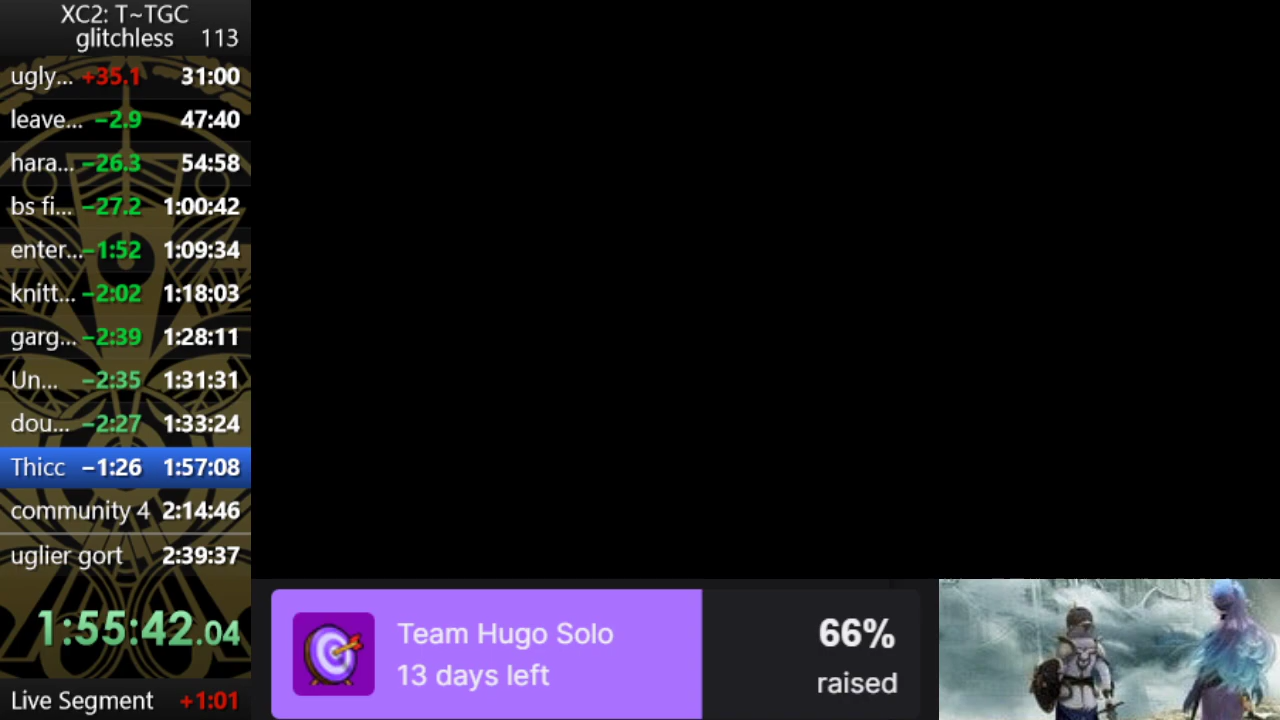 XC2: T~TGC
glitchless 113
ugly... +35.1 31:00
leave... −2.9 47:40
hara... −26.3 54:58
bs fi... −27.2 1:00:42
enter... −1:52 1:09:34
knitt... −2:02 1:18:03
garg... −2:39 1:28:11
Un... −2:35 1:31:31
dou... −2:27 1:33:24
Thicc −1:26 1:57:08
community 4 2:14:46
uglier gort 2:39:37
1:55:42.04
Live Segment +1:01
Team Hugo Solo
13 days left
66%
raised